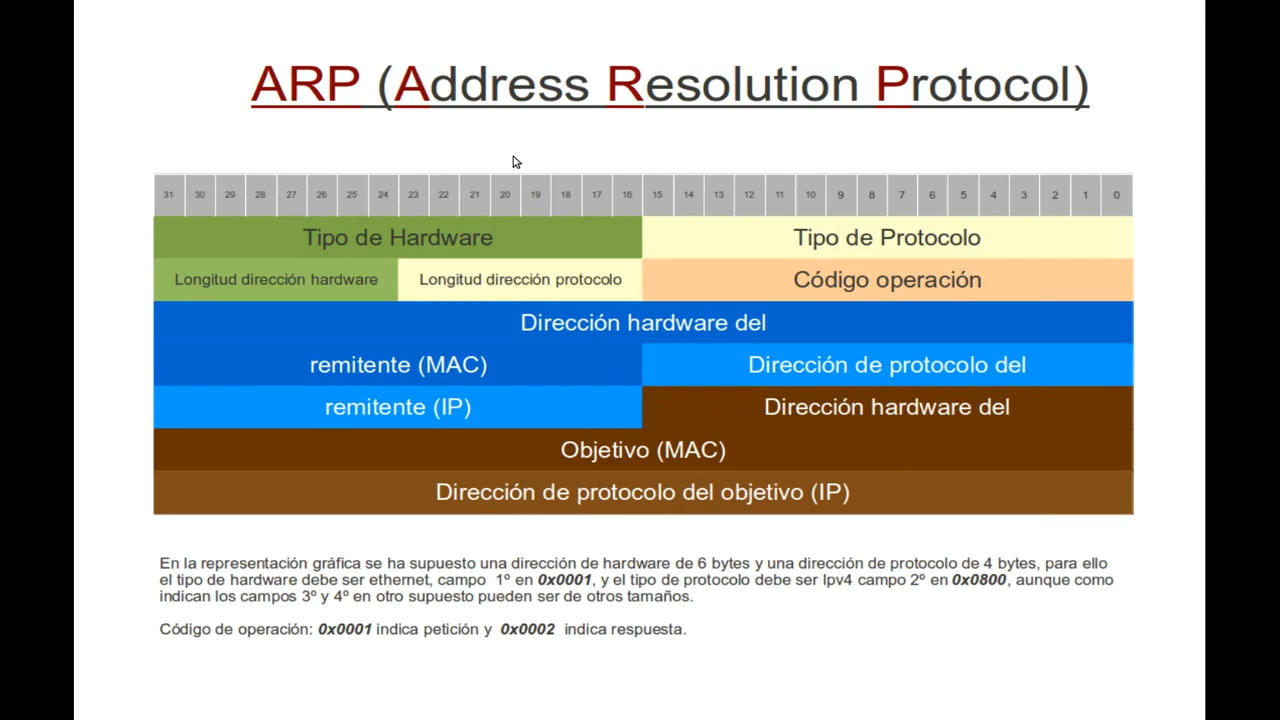 ARP (Address Resolution Protocol)
31 30 29 28 27 26 25 24 23 22 21 20 19 18 17 16 15 14 13 12 11 10 9 8 7 6 5 4 3 2 1 0
Tipo de Hardware Tipo de Protocolo
Longitud dirección hardware Longitud dirección protocolo Código operación
Dirección hardware del
remitente (MAC) Dirección de protocolo del
remitente (IP) Dirección hardware del
Objetivo (MAC)
Dirección de protocolo del objetivo (IP)
En la representación gráfica se ha supuesto una dirección de hardware de 6 bytes y una dirección de protocolo de 4 bytes, para ello
el tipo de hardware debe ser ethernet, campo 1º en 0x0001, y el tipo de protocolo debe ser Ipv4 campo 2º en 0x0800, aunque como
indican los campos 3º y 4º en otro supuesto pueden ser de otros tamaños.
Código de operación: 0x0001 indica petición y 0x0002 indica respuesta.